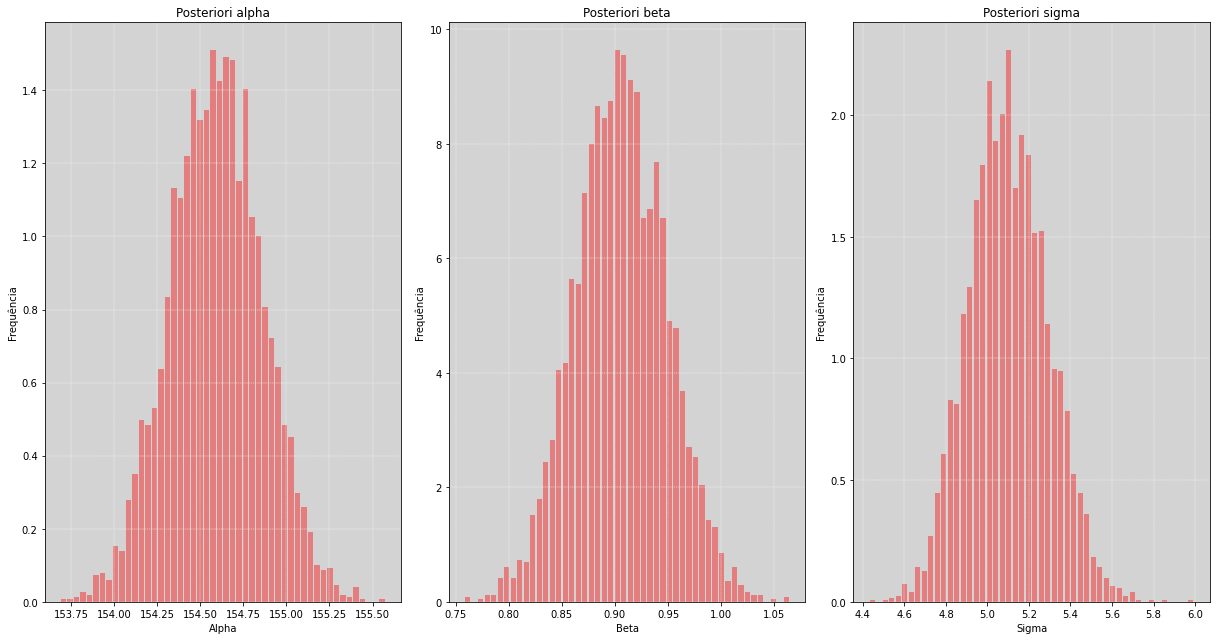 Posteriori alpha
Frequência
1.4
1.2
1.0
0.8
0.6
0.4
0.2
0.0
153.75 154.00 154.25 154.50 154.75 155.00 155.25 155.50
Alpha
Posteriori beta
Frequência
10
8
6
4
2
0
0.75 0.80 0.85 0.90 0.95 1.00 1.05
Beta
Posteriori sigma
Frequência
2.0
1.5
1.0
0.5
0.0
4.4 4.6 4.8 5.0 5.2 5.4 5.6 5.8 6.0
Sigma